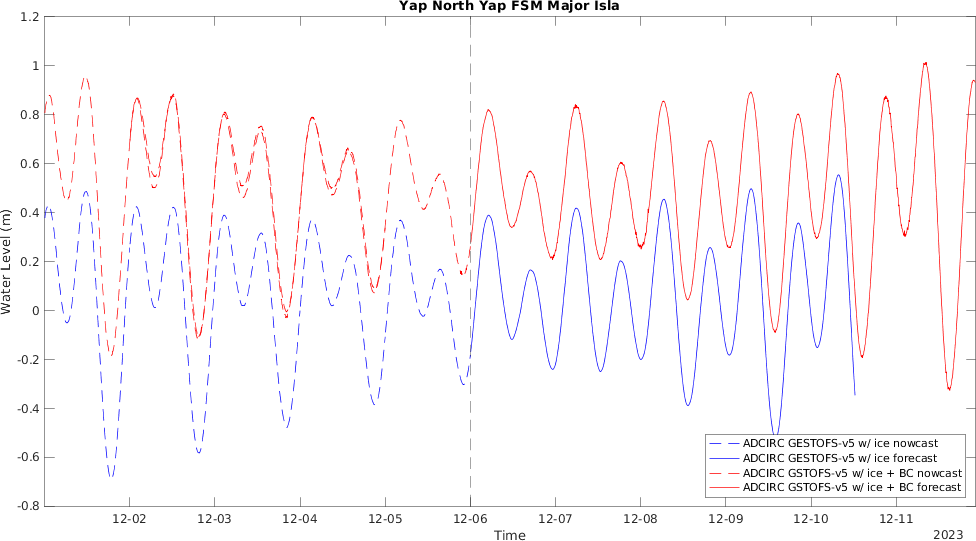 Yap North Yap FSM Major Isla
1.2
1
0.8
0.6
0.4
0.2
0
-0.2
-0.4
-0.6
-0.8
Water Level (m)
ADCIRC GESTOFS-v5 w/ ice nowcast
ADCIRC GESTOFS-v5 w/ ice forecast
ADCIRC GSTOFS-v5 w/ ice + BC nowcast
ADCIRC GSTOFS-v5 w/ ice + BC forecast
12-02 12-03 12-04 12-05 12-06 12-07 12-08 12-09 12-10 12-11
Time
2023